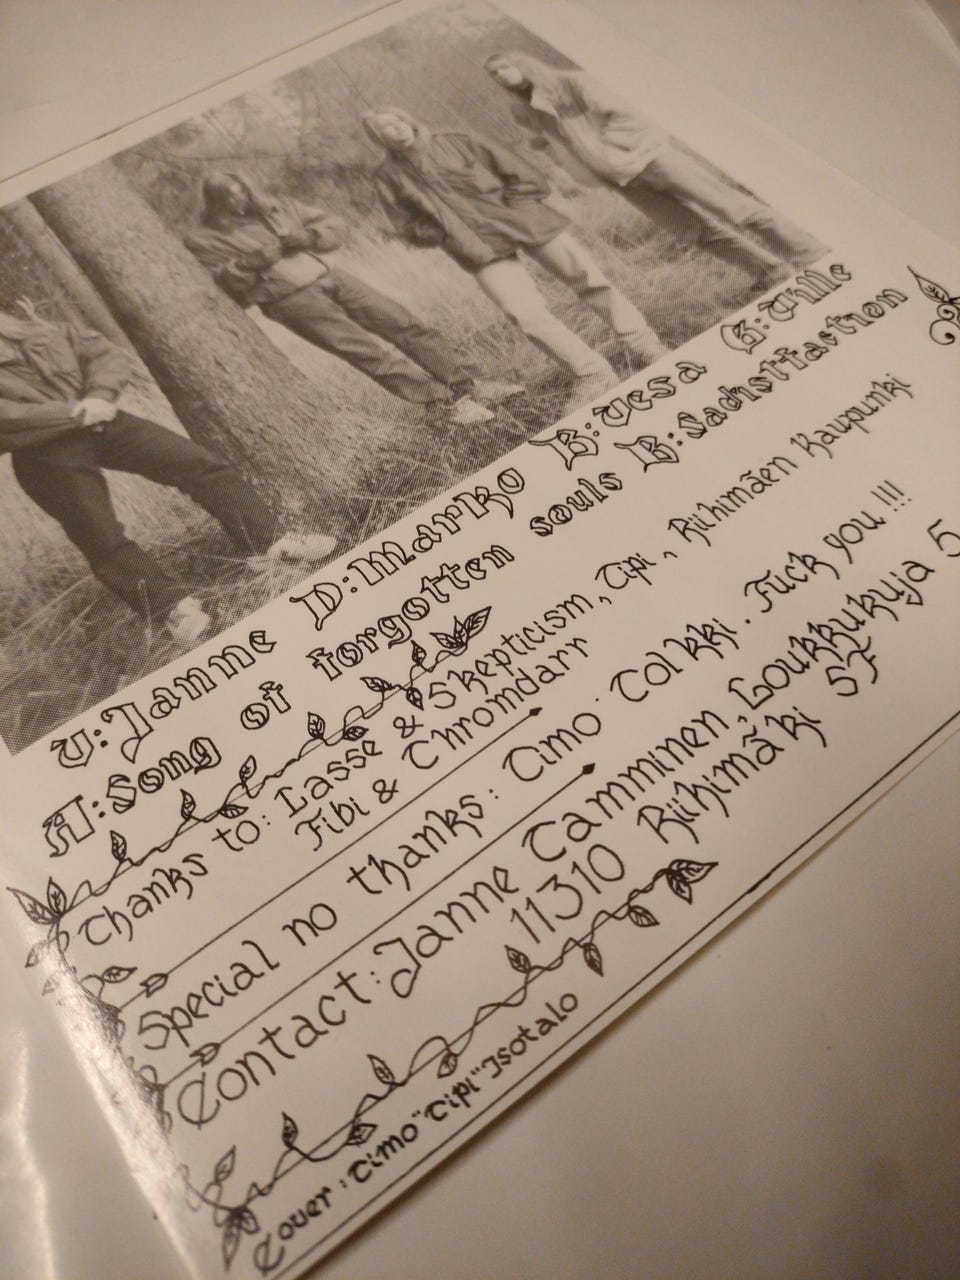 V:Janne D:Marko B:Vesa G:Ville
A:Song of forgotten souls B:Sadisfaction
Thanks to: Lasse & Skepticism, Tipi, Riihimäen Kaupunki
Fibi & Chromdarr
Special no thanks: Timo Tolkki. Fuck you !!!
Contact: Janne Tamminen, Loukkukuja 5
11310 Riihimäki SF
Cover: Timo "Tipi" Isotalo